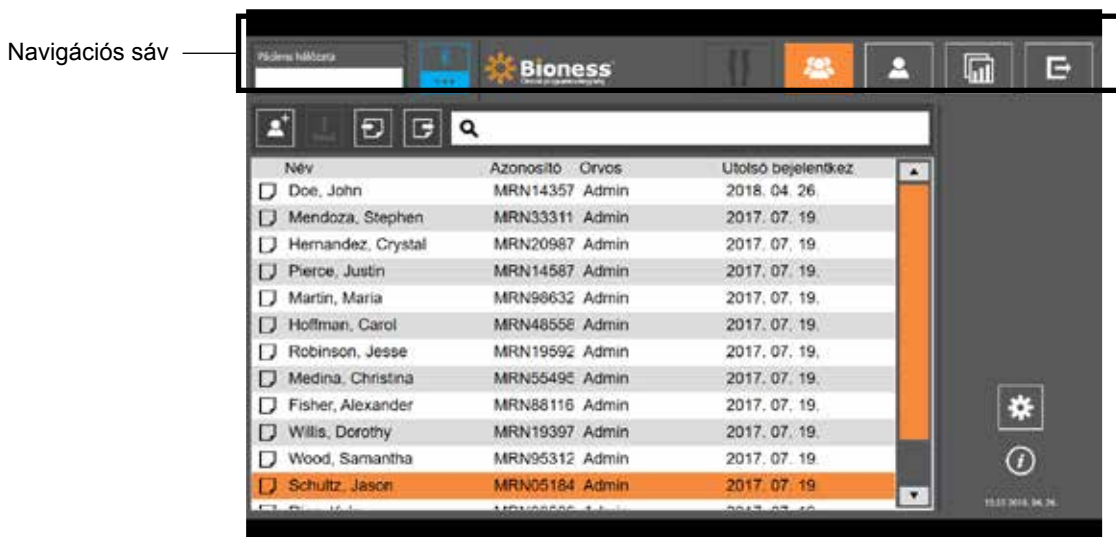 Navigációs sáv
Páciens hálózata
Bioness
Név Azonosító Orvos Utolsó bejelentkez
Doe, John MRN14357 Admin 2018. 04. 26.
Mendoza, Stephen MRN33311 Admin 2017. 07. 19.
Hernandez, Crystal MRN20987 Admin 2017. 07. 19.
Pierce, Justin MRN14587 Admin 2017. 07. 19.
Martin, Maria MRN98632 Admin 2017. 07. 19.
Hoffman, Carol MRN48558 Admin 2017. 07. 19.
Robinson, Jesse MRN19592 Admin 2017. 07. 19.
Medina, Christina MRN55495 Admin 2017. 07. 19.
Fisher, Alexander MRN88116 Admin 2017. 07. 19.
Willis, Dorothy MRN19397 Admin 2017. 07. 19.
Wood, Samantha MRN95312 Admin 2017. 07. 19.
Schultz, Jason MRN05184 Admin 2017. 07. 19